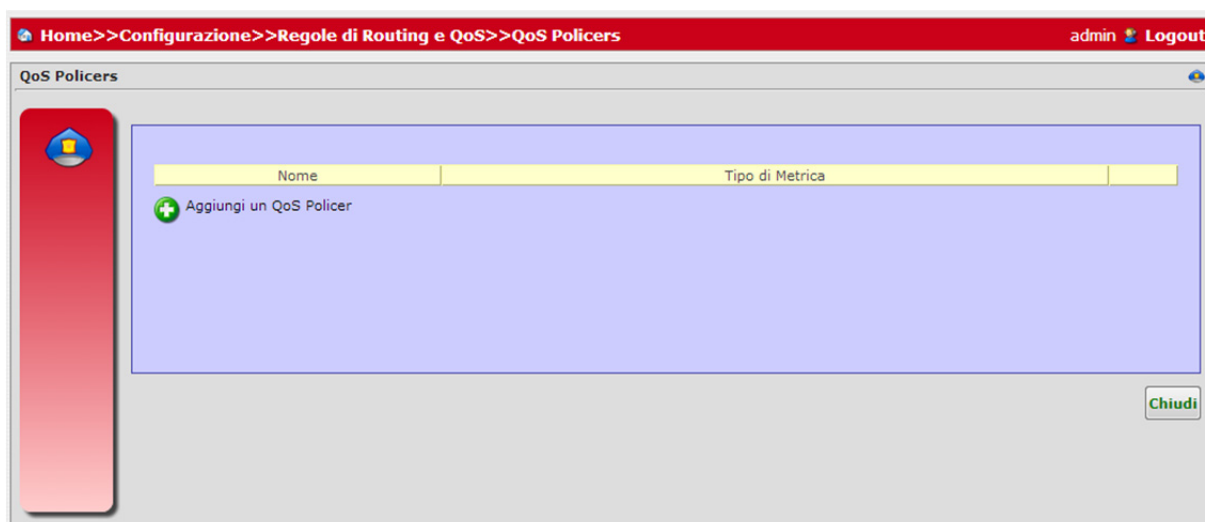 Home>>Configurazione>>Regole di Routing e QoS>>QoS Policers admin Logout
QoS Policers
Nome Tipo di Metrica
Aggiungi un QoS Policer
Chiudi